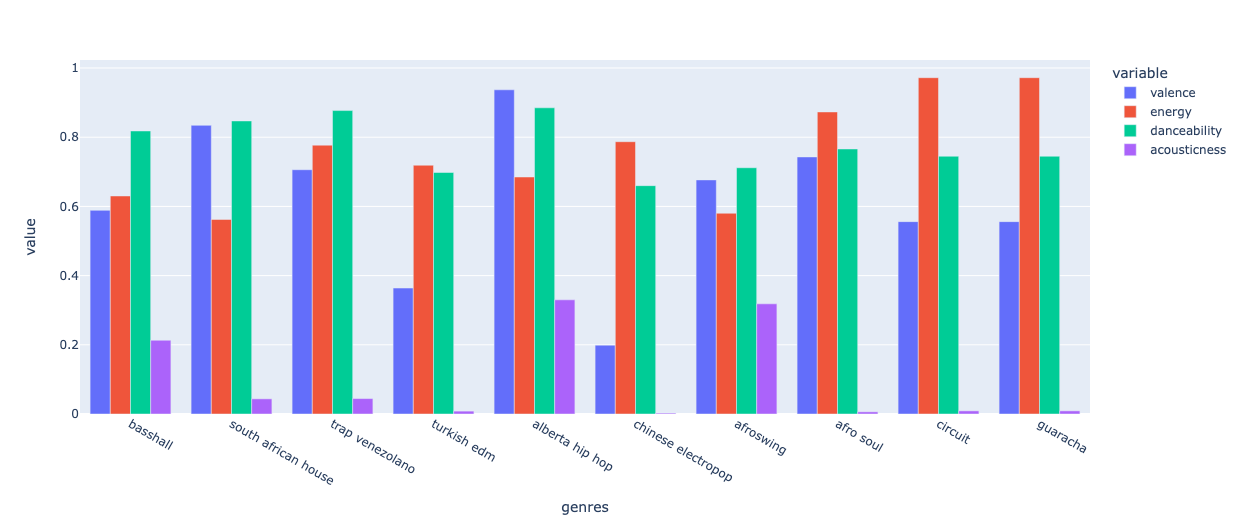 variable
valence
energy
danceability
acousticness
value
1
0.8
0.6
0.4
0.2
0
basshall
south african house
trap venezolano
turkish edm
alberta hip hop
chinese electropop
afroswing
afro soul
circuit
guaracha
genres